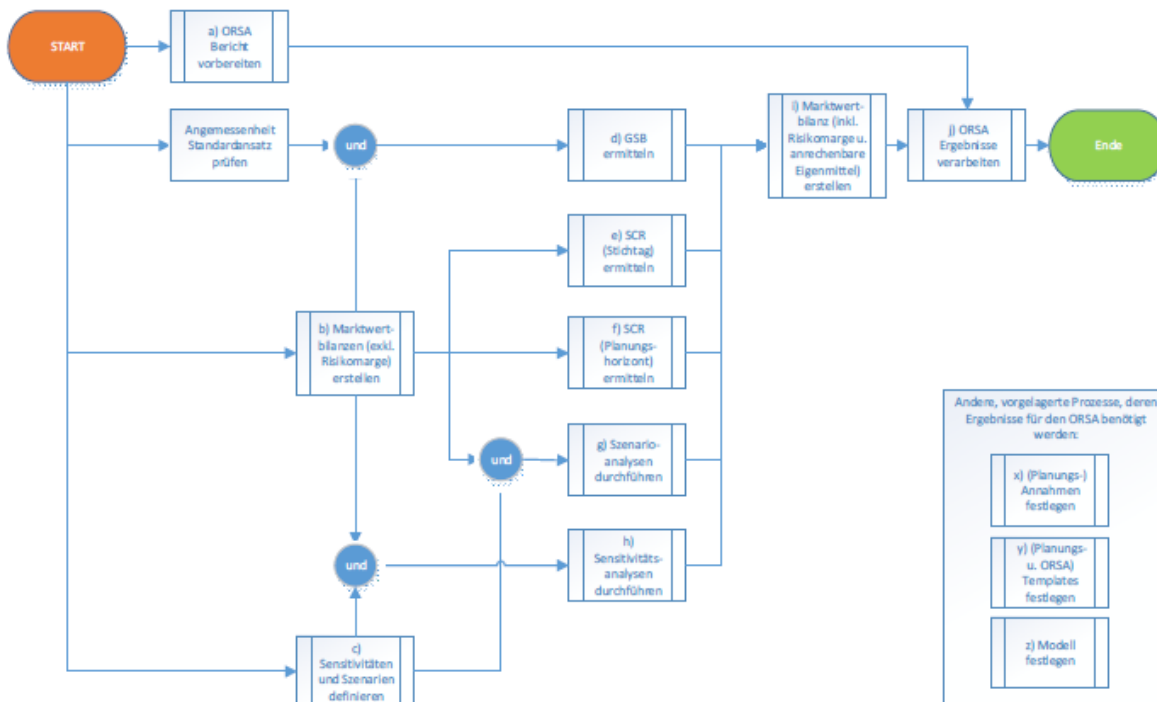 START
a) ORSA
Bericht
vorbereiten
Angemessenheit
Standardansatz
prüfen
und
d) GSB
ermitteln
i) Marktwert-
bilanz (inkl.
Risikomarge u.
anrechenbare
Eigenmittel)
erstellen
j) ORSA
Ergebnisse
verarbeiten
Ende
e) SCR
(Stichtag)
ermitteln
b) Marktwert-
bilanzen (exkl.
Risikomarge)
erstellen
f) SCR
(Planungs-
horizont)
ermitteln
und
g) Szenario-
analysen
durchführen
und
h)
Sensitivitäts-
analysen
durchführen
c)
Sensitivitäten
und Szenarien
definieren
Andere, vorgelagerte Prozesse, deren
Ergebnisse für den ORSA benötigt
werden:
x) (Planungs-)
Annahmen
festlegen
y) (Planungs-
u. ORSA)
Templates
festlegen
z) Modell
festlegen